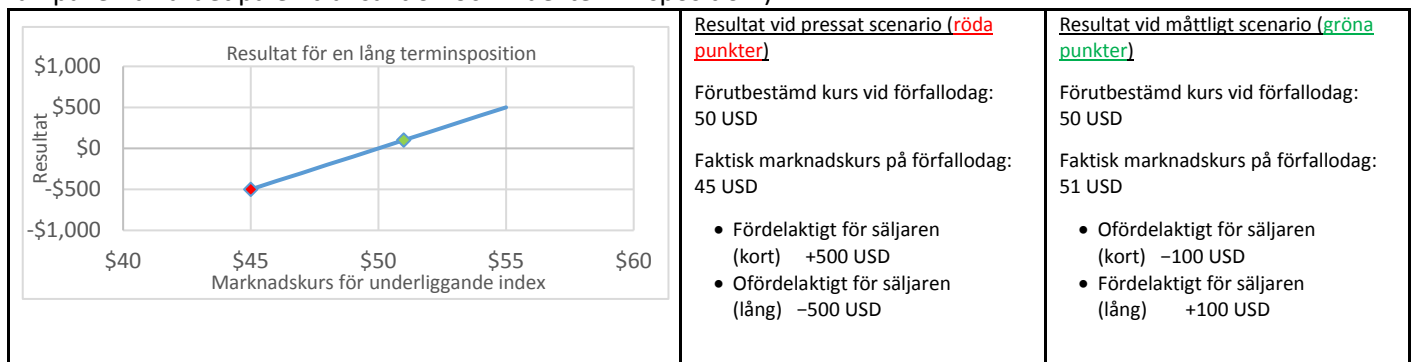 Resultat för en lång terminsposition
$1,000
$500
$0
-$500
-$1,000
Resultat
$40 $45 $50 $55 $60
Marknadskurs för underliggande index
Resultat vid pressat scenario (röda
punkter)
Förutbestämd kurs vid förfallodag:
50 USD
Faktisk marknadskurs på förfallodag:
45 USD
• Fördelaktigt för säljaren
(kort) +500 USD
• Ofördelaktigt för säljaren
(lång) −500 USD
Resultat vid måttligt scenario (gröna
punkter)
Förutbestämd kurs vid förfallodag:
50 USD
Faktisk marknadskurs på förfallodag:
51 USD
• Ofördelaktigt för säljaren
(kort) −100 USD
• Fördelaktigt för säljaren
(lång) +100 USD